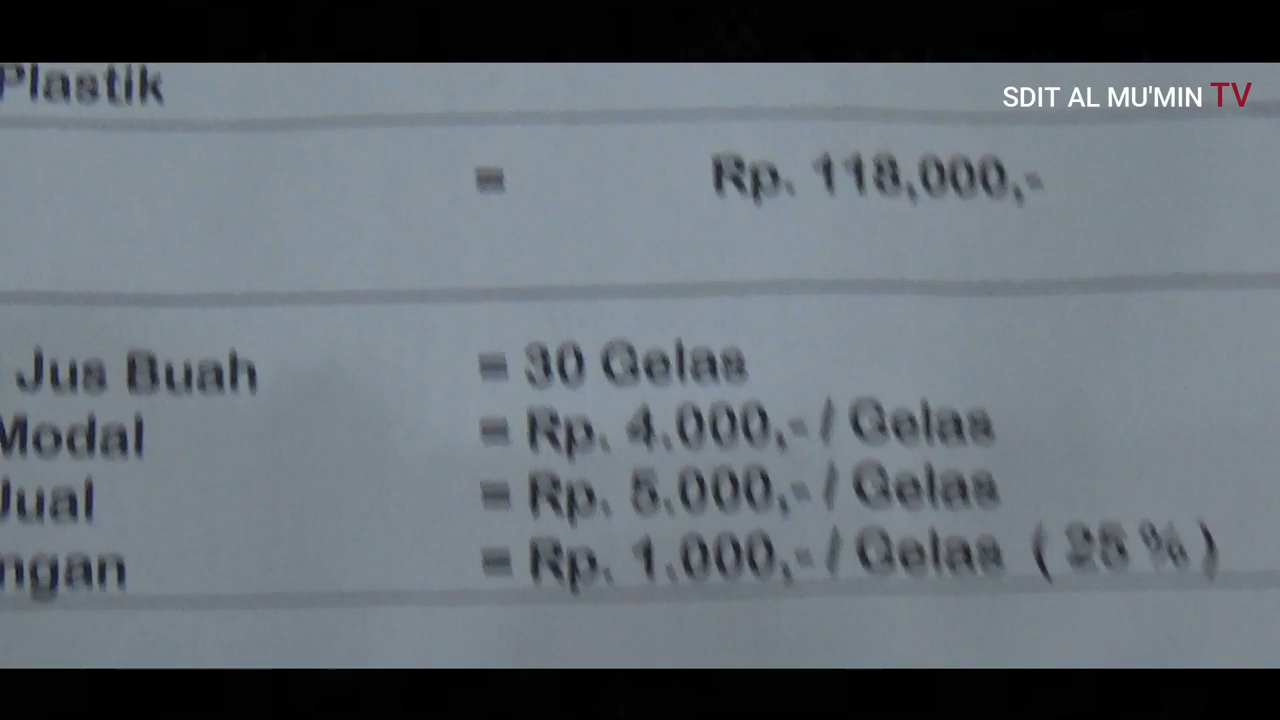 Plastik
SDIT AL MU'MIN TV
= Rp. 118,000,-
Jus Buah = 30 Gelas
Modal = Rp. 4.000,- / Gelas
Jual = Rp. 5.000,- / Gelas
ngan = Rp. 1.000,- / Gelas ( 25 % )